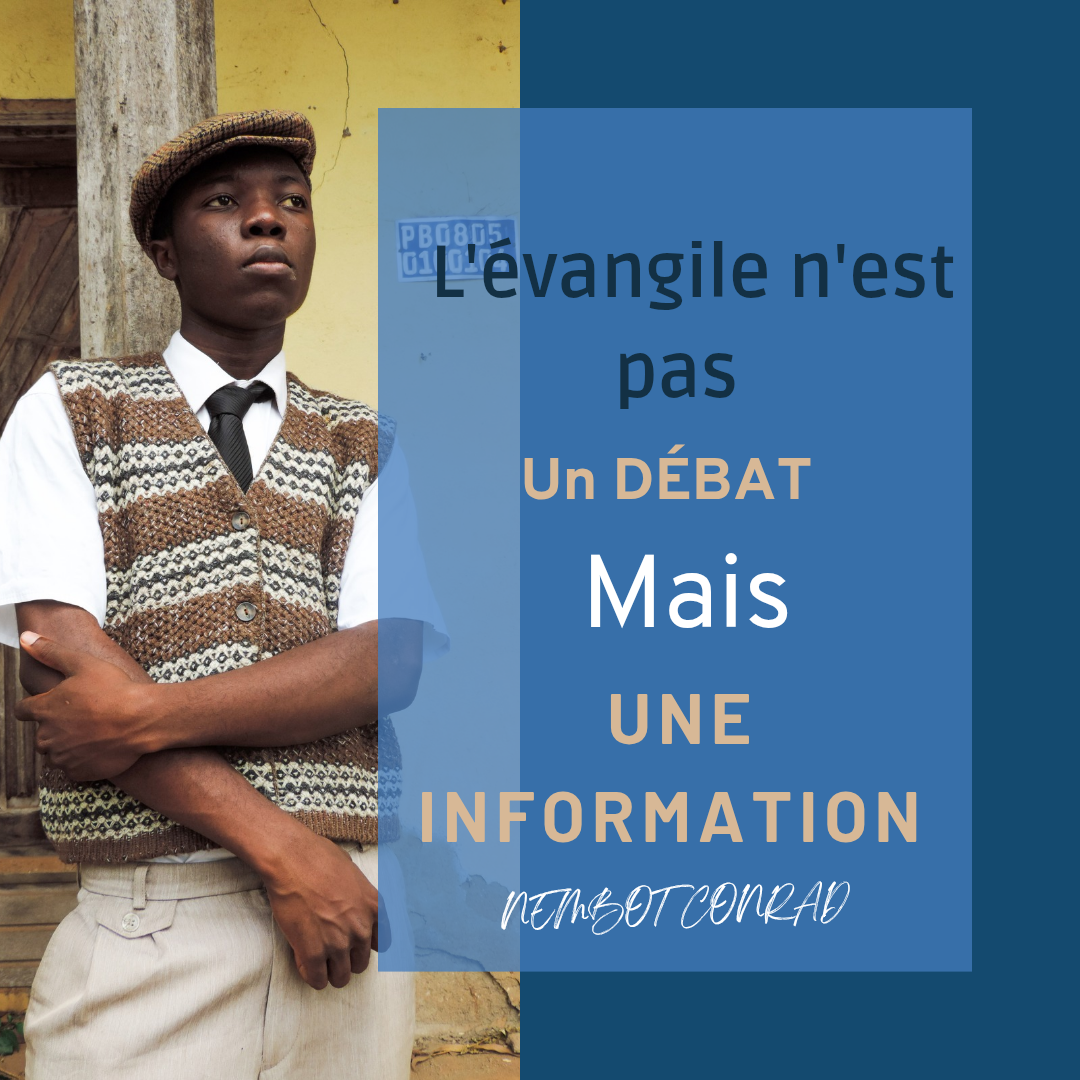 PB0805
L'évangile n'est
pas
Un DÉBAT
Mais
UNE
INFORMATION
NEMBOT CONRAD